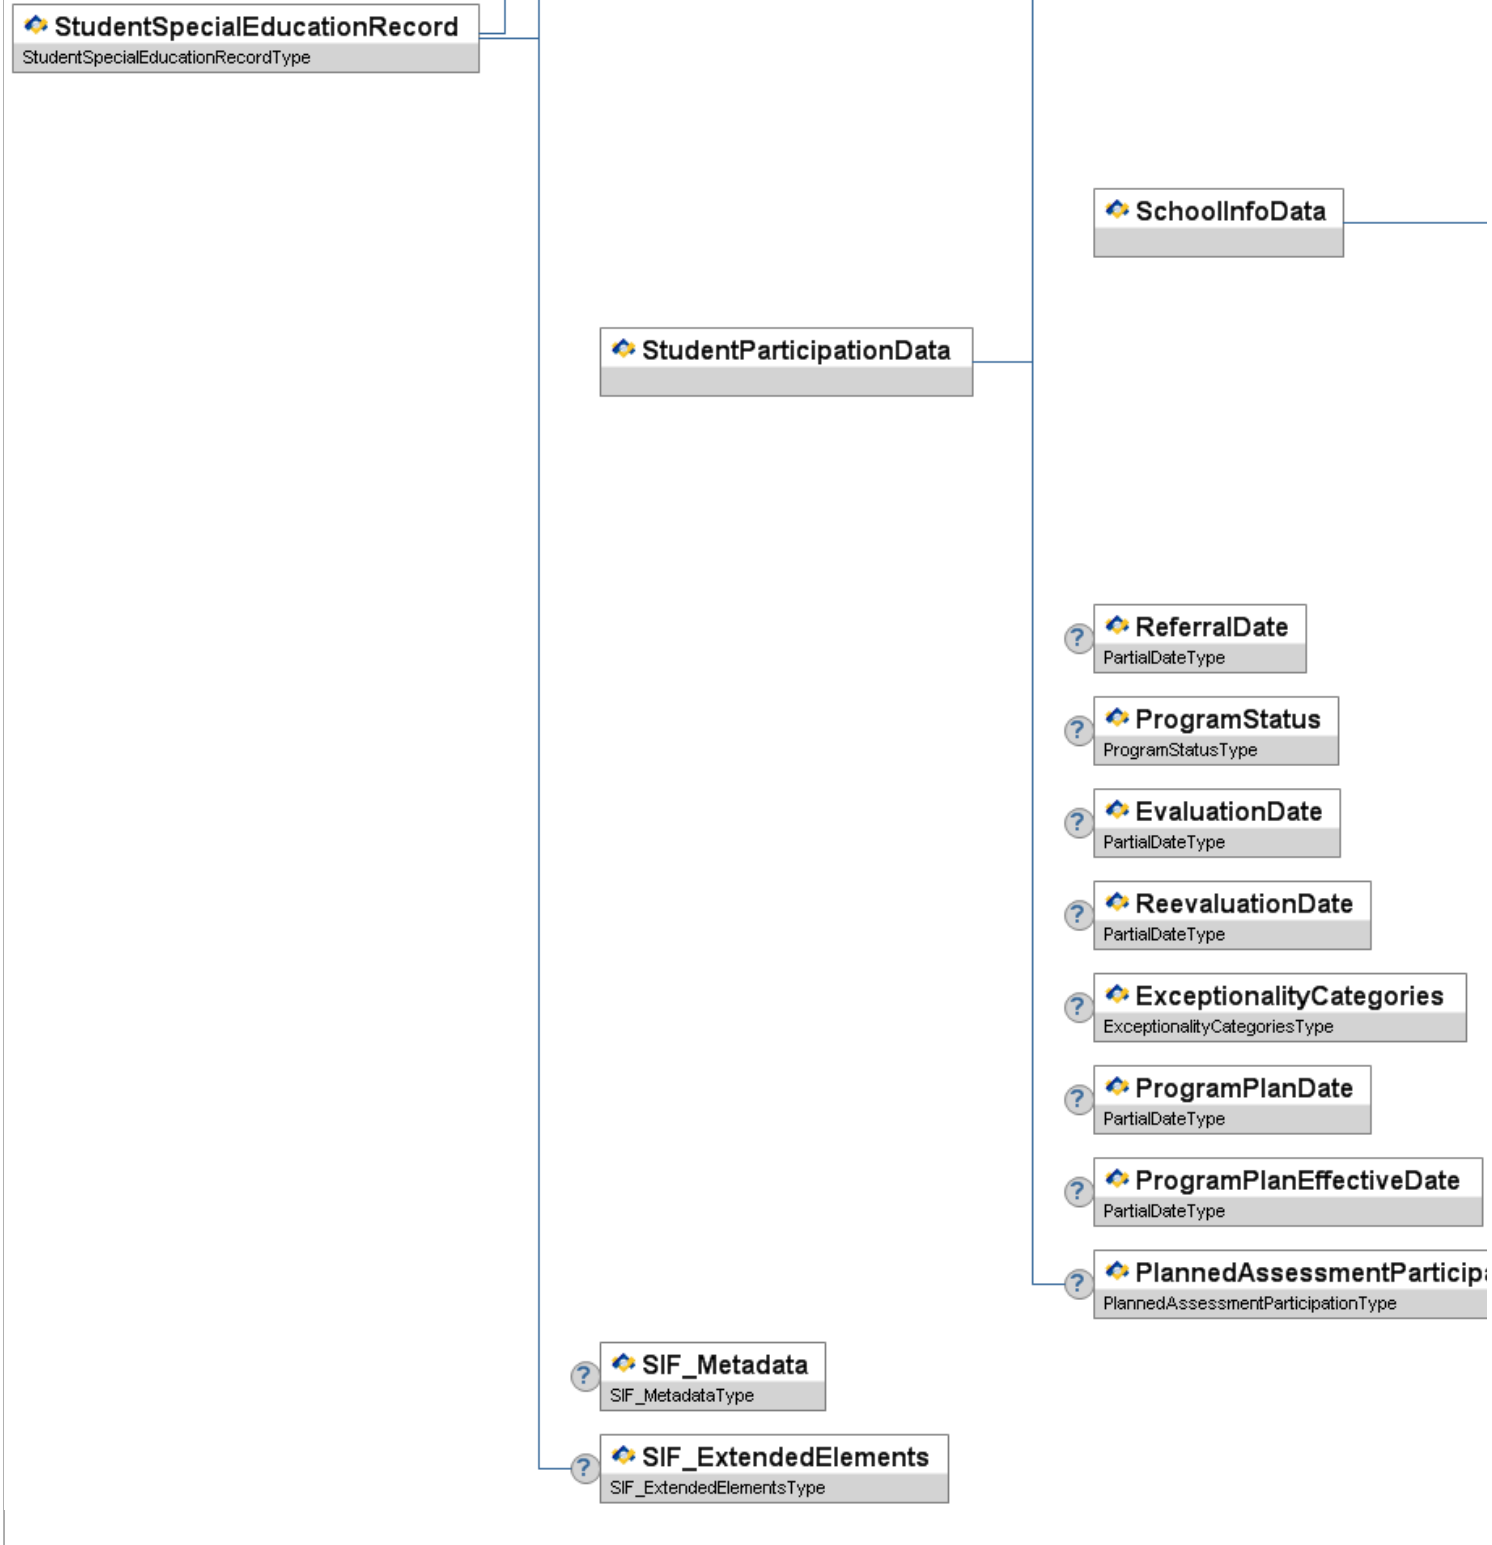 StudentSpecialEducationRecord
StudentSpecialEducationRecordType
SchoolInfoData
StudentParticipationData
?
ReferralDate
PartialDateType
?
ProgramStatus
ProgramStatusType
?
EvaluationDate
PartialDateType
?
ReevaluationDate
PartialDateType
?
ExceptionalityCategories
ExceptionalityCategoriesType
?
ProgramPlanDate
PartialDateType
?
ProgramPlanEffectiveDate
PartialDateType
?
PlannedAssessmentParticipa
PlannedAssessmentParticipationType
?
SIF_Metadata
SIF_MetadataType
?
SIF_ExtendedElements
SIF_ExtendedElementsType